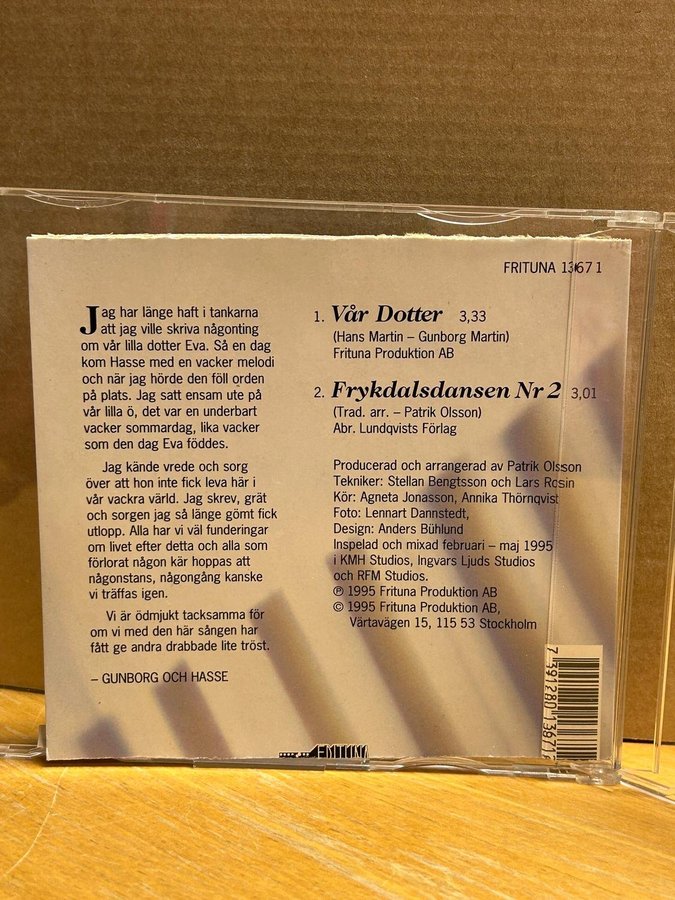 FRITUNA
Jag har länge haft i tankarna
att jag ville skriva någonting
om vår lilla dotter Eva. Så en dag
kom Hasse med en vacker melodi
och när jag hörde den föll orden
på plats. Jag satt ensam ute på
vår lilla ö, det var en underbart
vacker sommardag, lika vacker
som den dag Eva föddes.
Jag kände vrede och sorg
över att hon inte fick leva här i
vår vackra värld. Jag skrev, grät
och sorgen jag så länge gömt fick
utlopp. Alla har vi väl funderingar
om livet efter detta och alla som
förlorat någon kär hoppas att
någonstans, någongång kanske
vi träffas igen.
Vi är ödmjukt tacksamma för
om vi med den här sången har
fått ge andra drabbade lite tröst.
– GUNBORG OCH HASSE
1. Vår Dotter 3,33
(Hans Martin – Gunborg Martin)
Frituna Produktion AB
2. Frykdalsdansen Nr 2 3,01
(Trad. arr. – Patrik Olsson)
Abr. Lundqvists Förlag
Producerad och arrangerad av Patrik Olsson
Tekniker: Stellan Bengtsson och Lars Rosin
Kör: Agneta Jonasson, Annika Thörnqvist
Foto: Lennart Dannstedt,
Design: Anders Bühlund
Inspelad och mixad februari – maj 1995
i KMH Studios, Ingvars Ljuds Studios
och RFM Studios.
℗ 1995 Frituna Produktion AB
© 1995 Frituna Produktion AB,
Värtavägen 15, 115 53 Stockholm
7 391280
FRITUNA